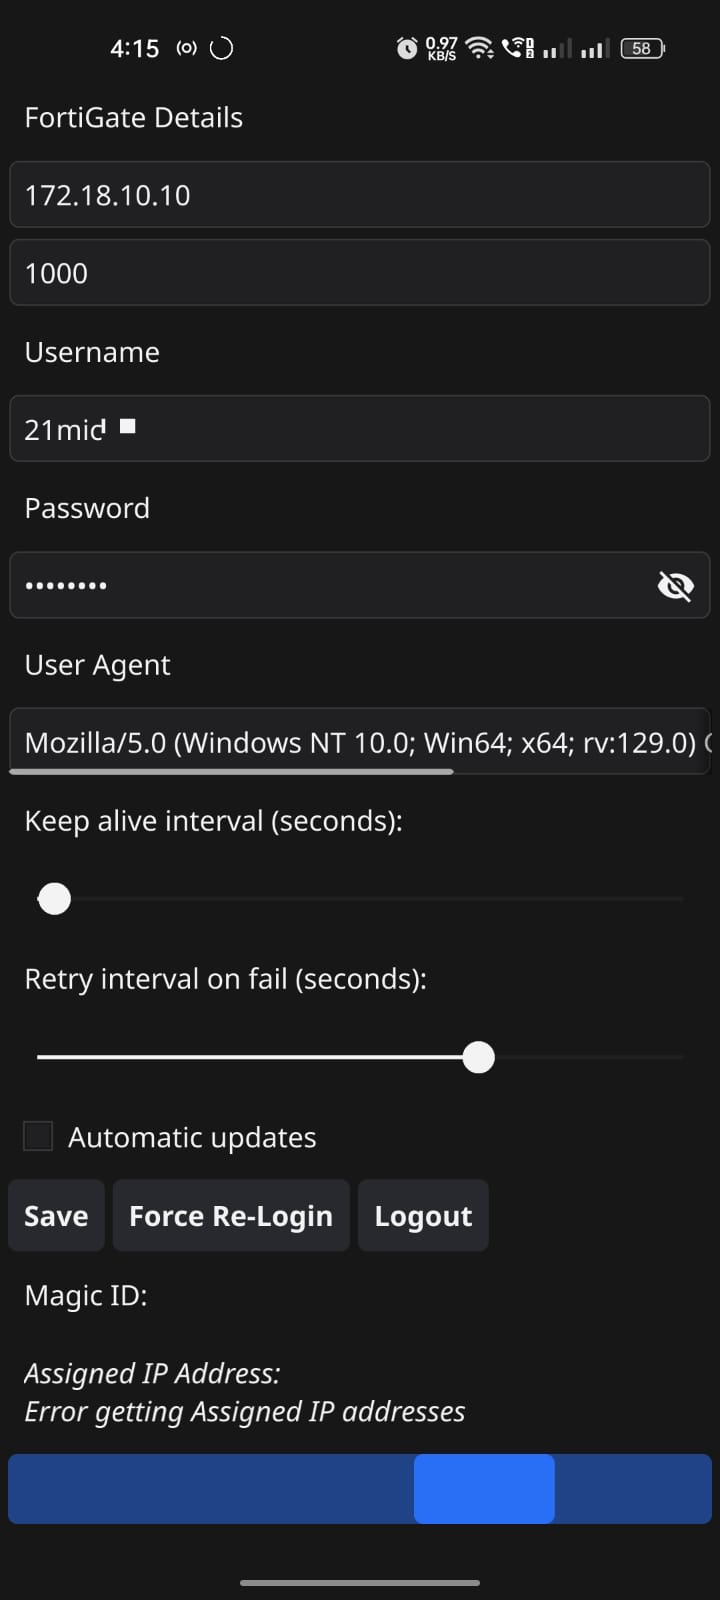 4:15 0.97 KB/S 58
FortiGate Details
172.18.10.10
1000
Username
21mic
Password
••••••••
User Agent
Mozilla/5.0 (Windows NT 10.0; Win64; x64; rv:129.0)
Keep alive interval (seconds):
Retry interval on fail (seconds):
Automatic updates
Save Force Re-Login Logout
Magic ID:
Assigned IP Address:
Error getting Assigned IP addresses